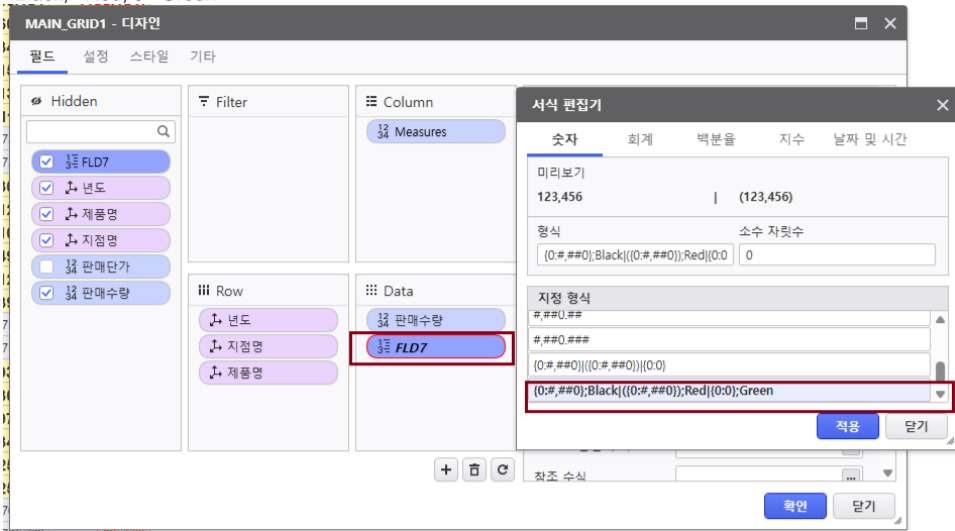 MAIN_GRID1 - 디자인
필드 설정 스타일 기타
Hidden
FLD7
년도
제품명
지점명
판매단가
판매수량
Filter
Column
Measures
Row
년도
지점명
제품명
Data
판매수량
FLD7
서식 편집기
숫자 회계 백분율 지수 날짜 및 시간
미리보기
123,456 | (123,456)
형식 소수 자릿수
{0:#,##0};Black|({0:#,##0});Red|{0:0 0
지정 형식
#,##0.##
#,##0.###
{0:#,##0}|({0:#,##0})|{0:0}
{0:#,##0};Black|({0:#,##0});Red|{0:0};Green
적용 닫기
참조 수식 ...
확인 닫기